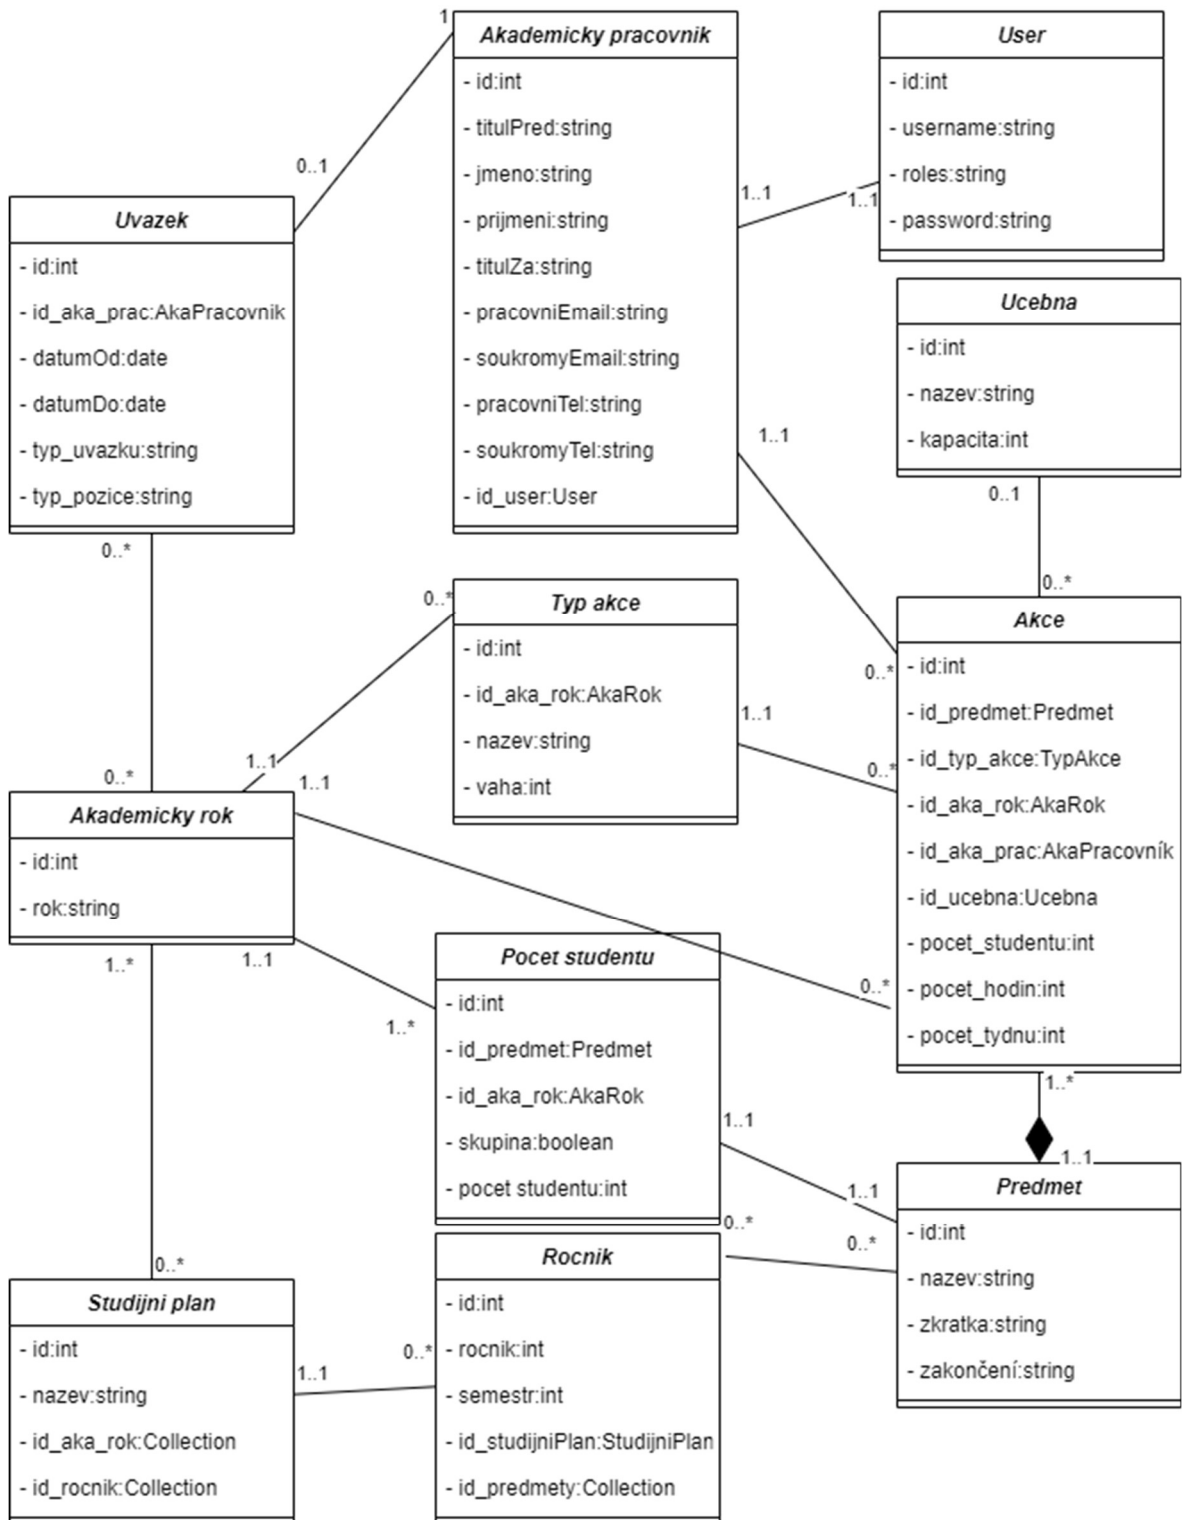 1
Akademicky pracovnik
- id:int
- titulPred:string
- jmeno:string
- prijmeni:string
- titulZa:string
- pracovniEmail:string
- soukromyEmail:string
- pracovniTel:string
- soukromyTel:string
- id_user:User
User
- id:int
- username:string
- roles:string
- password:string
0..1
1..1
1..1
Uvazek
- id:int
- id_aka_prac:AkaPracovnik
- datumOd:date
- datumDo:date
- typ_uvazku:string
- typ_pozice:string
Ucebna
- id:int
- nazev:string
- kapacita:int
1..1
0..1
0..*
0..*
0..*
Typ akce
- id:int
- id_aka_rok:AkaRok
- nazev:string
- vaha:int
Akce
- id:int
- id_predmet:Predmet
- id_typ_akce:TypAkce
- id_aka_rok:AkaRok
- id_aka_prac:AkaPracovník
- id_ucebna:Ucebna
- pocet_studentu:int
- pocet_hodin:int
- pocet_tydnu:int
0..*
1..1
0..*
0..*
1..1
1..1
Akademicky rok
- id:int
- rok:string
1..*
1..1
1..*
0..*
Pocet studentu
- id:int
- id_predmet:Predmet
- id_aka_rok:AkaRok
- skupina:boolean
- pocet studentu:int
1..*
1..1
1..1
1..1
Predmet
- id:int
- nazev:string
- zkratka:string
- zakončení:string
0..*
0..*
0..*
Studijni plan
- id:int
- nazev:string
- id_aka_rok:Collection
- id_rocnik:Collection
1..1
0..*
Rocnik
- id:int
- rocnik:int
- semestr:int
- id_studijniPlan:StudijniPlan
- id_predmety:Collection